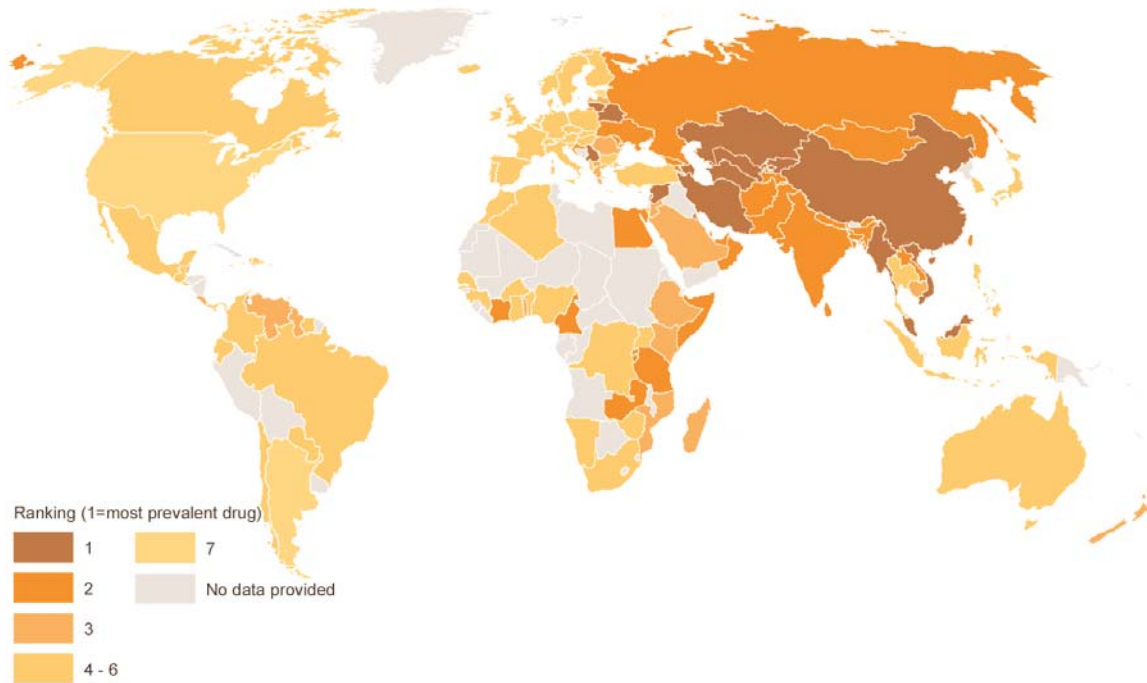 Ranking (1=most prevalent drug)
1
7
2
No data provided
3
4 - 6